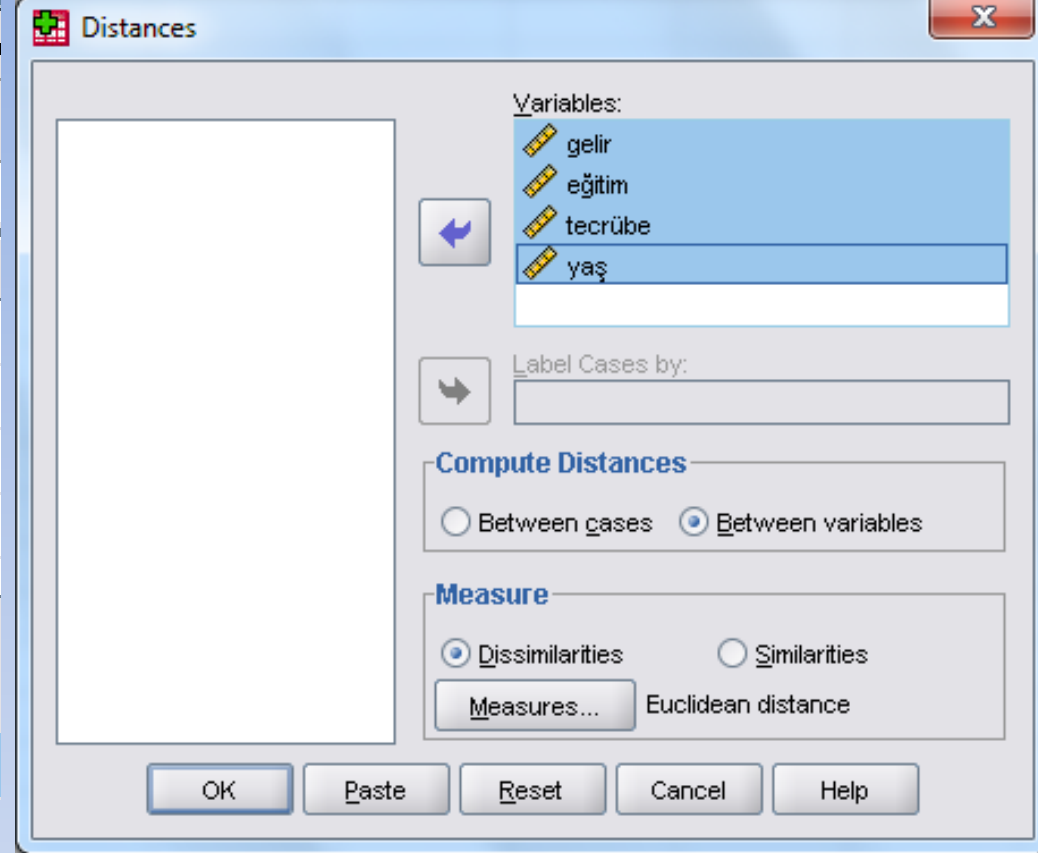 Distances
Variables:
gelir
eğitim
tecrübe
yaş
Label Cases by:
Compute Distances
Between cases Between variables
Measure
Dissimilarities Similarities
Measures... Euclidean distance
OK Paste Reset Cancel Help